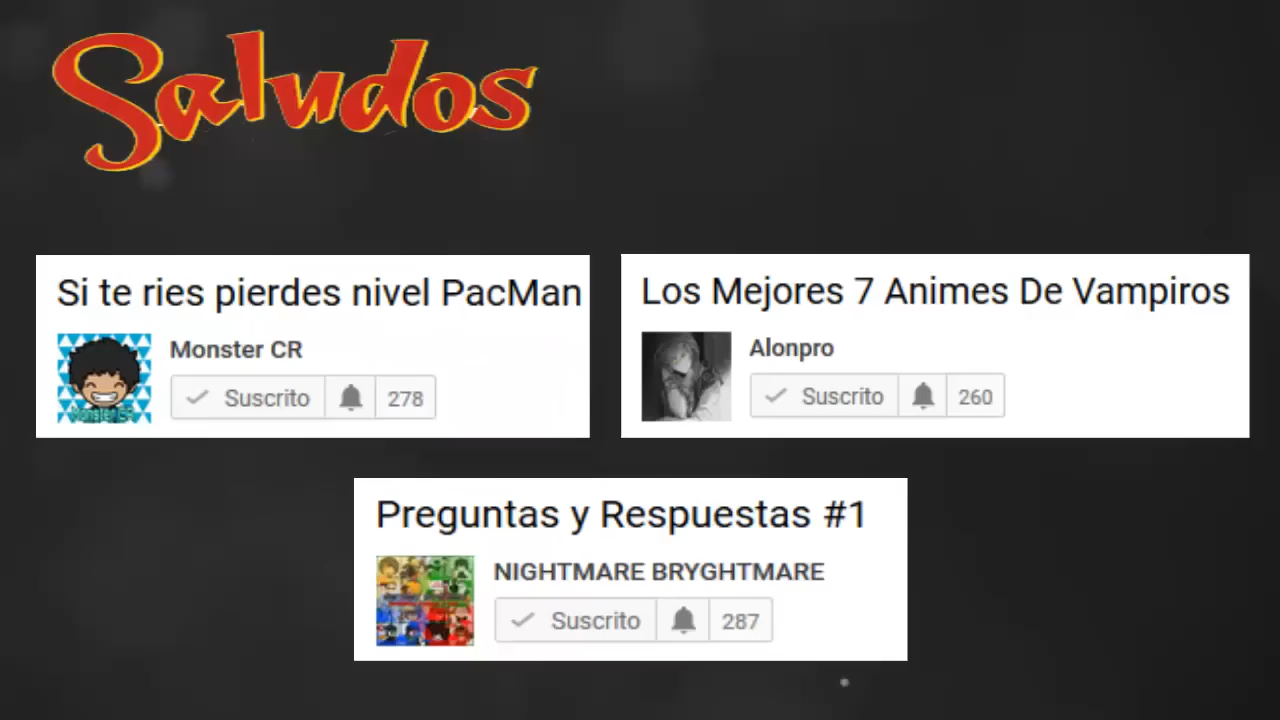 Saludos
Si te ries pierdes nivel PacMan
Monster CR
Suscrito 278
Los Mejores 7 Animes De Vampiros
Alonpro
Suscrito 260
Preguntas y Respuestas #1
NIGHTMARE BRYGHTMARE
Suscrito 287